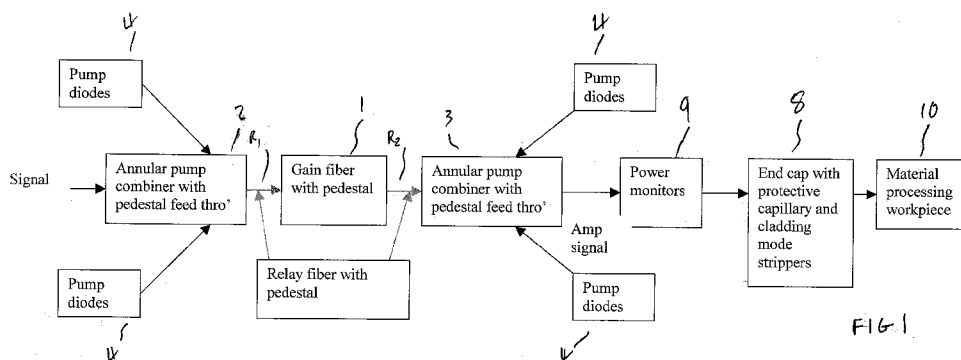 4
4
Pump
diodes
Pump
diodes
9
8
10
2
R1
1
R2
3
Signal
Annular pump
combiner with
pedestal feed thro'
Gain fiber
with pedestal
Annular pump
combiner with
pedestal feed thro'
Power
monitors
End cap with
protective
capillary and
cladding
mode
strippers
Material
processing
workpiece
Amp
signal
Relay fiber with
pedestal
Pump
diodes
Pump
diodes
4
4
FIG 1